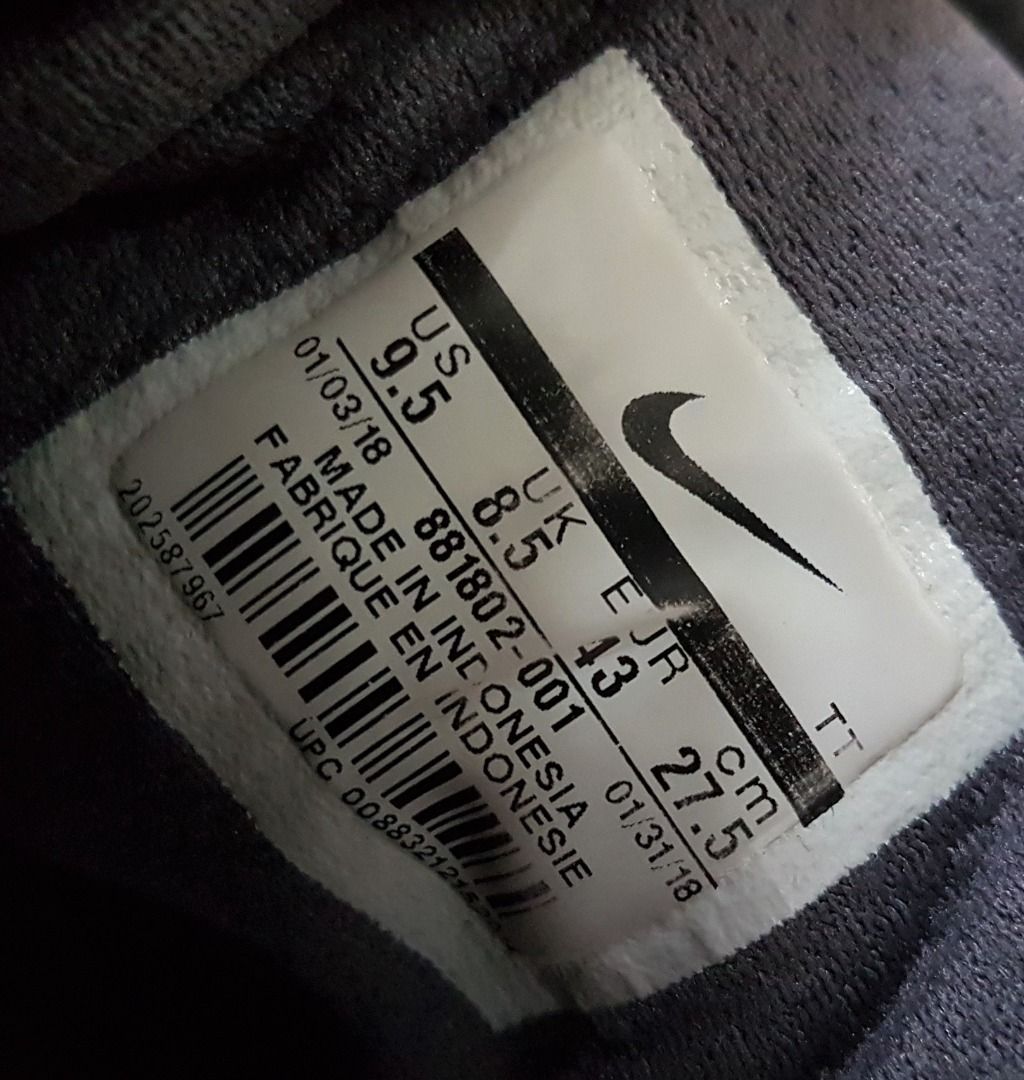 TT
US UK EUR cm
9.5 8.5 43 27.5
01/03/18 881802-001 01/31/18
MADE IN INDONESIA
FABRIQUE EN INDONESIE
202587967
UPC